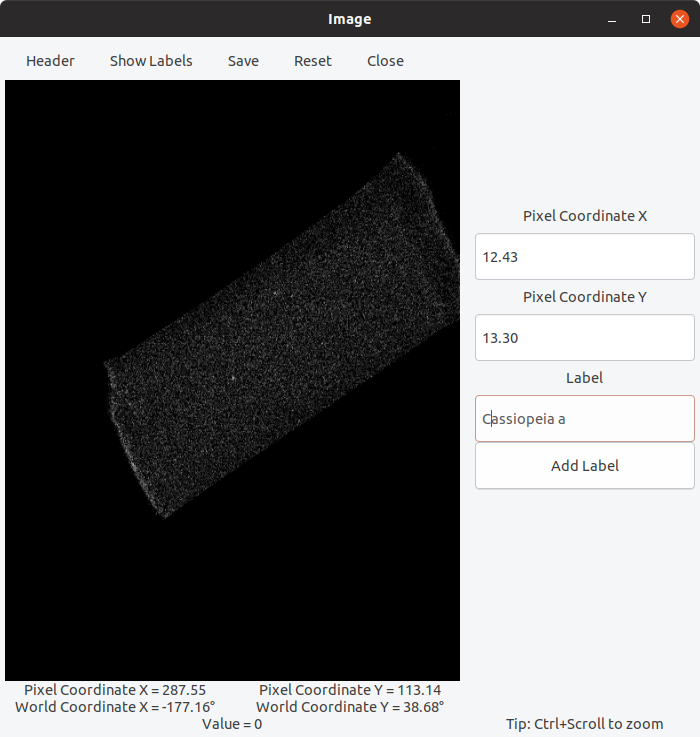 Image
Header Show Labels Save Reset Close
Pixel Coordinate X
12.43
Pixel Coordinate Y
13.30
Label
Cassiopeia a
Add Label
Pixel Coordinate X = 287.55 Pixel Coordinate Y = 113.14
World Coordinate X = -177.16° World Coordinate Y = 38.68°
Value = 0 Tip: Ctrl+Scroll to zoom